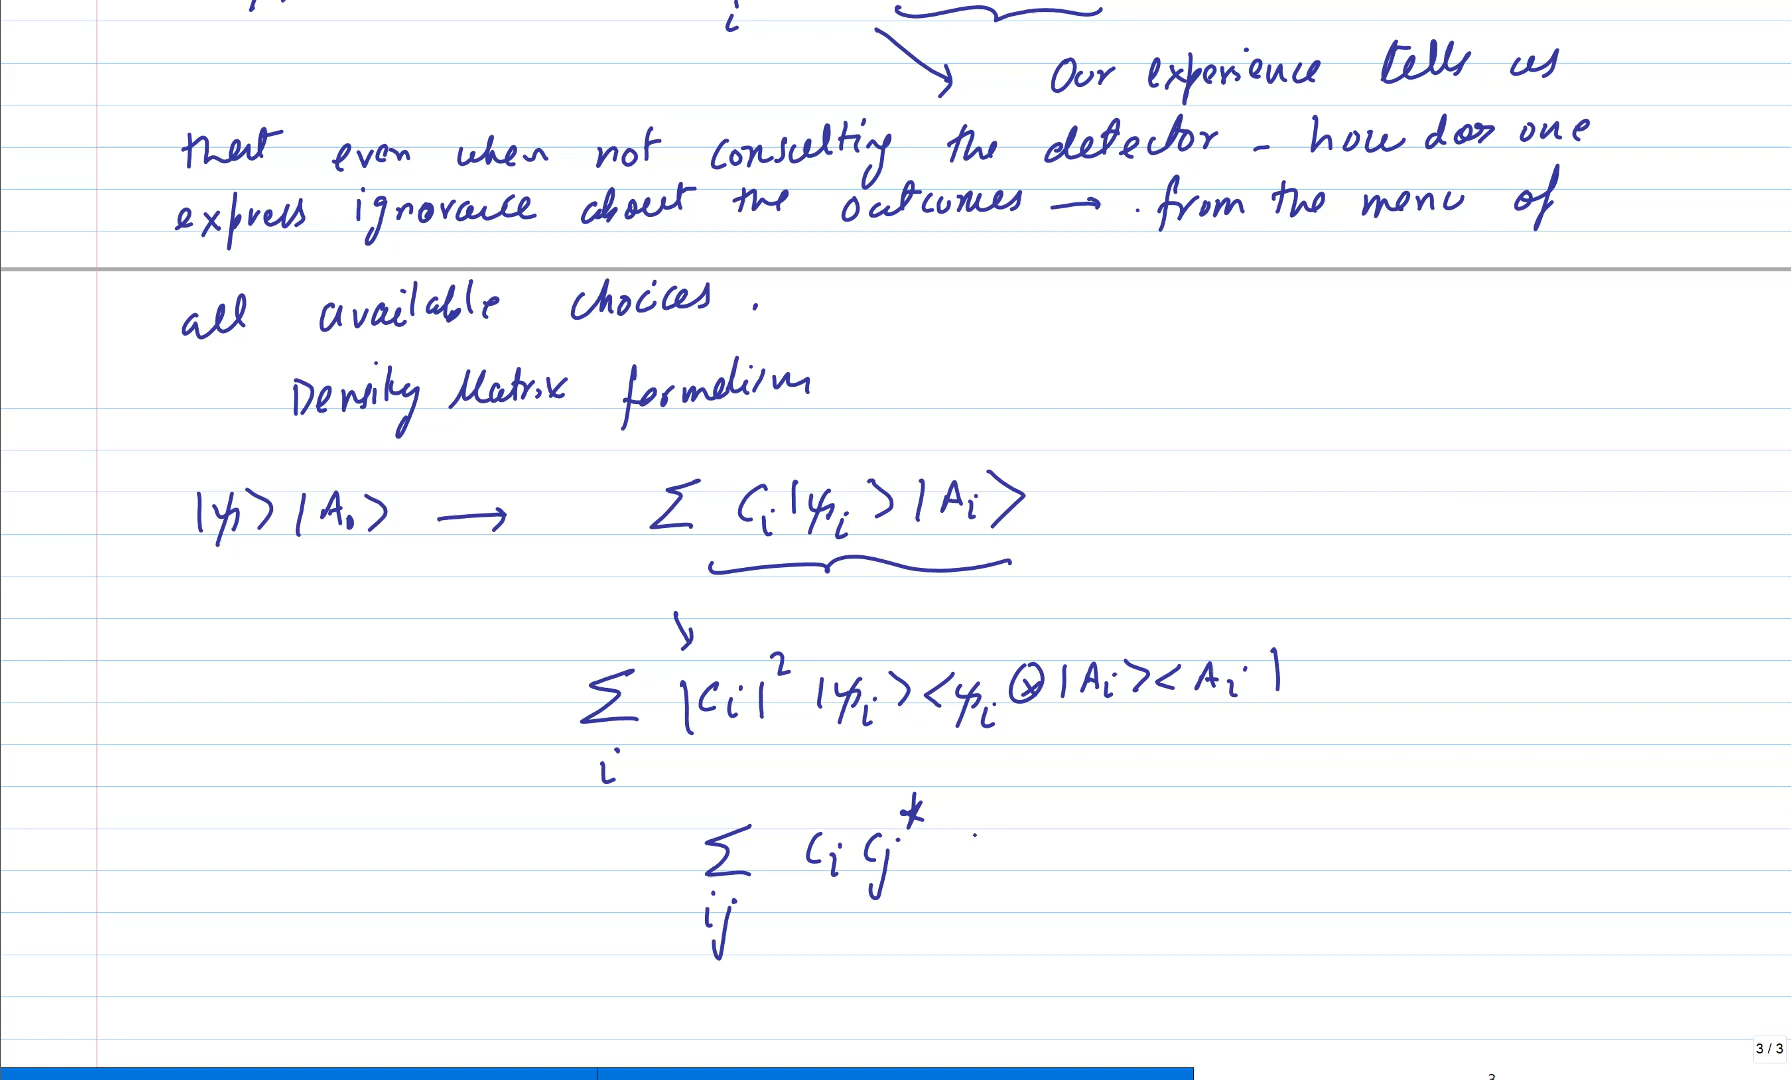 i
Our experience tells us
that even when not consulting the detector - how does one
express ignorance about the outcomes → . from the menu of
all available choices .
Density Matrix formalism
|ψ> |A₀> → Σ Cᵢ |ψᵢ> |Aᵢ>
Σ |Cᵢ|² |ψᵢ> <ψᵢ ⊗ |Aᵢ> < Aᵢ |
i
Σ Cᵢ Cⱼ* .
ij
3 / 3